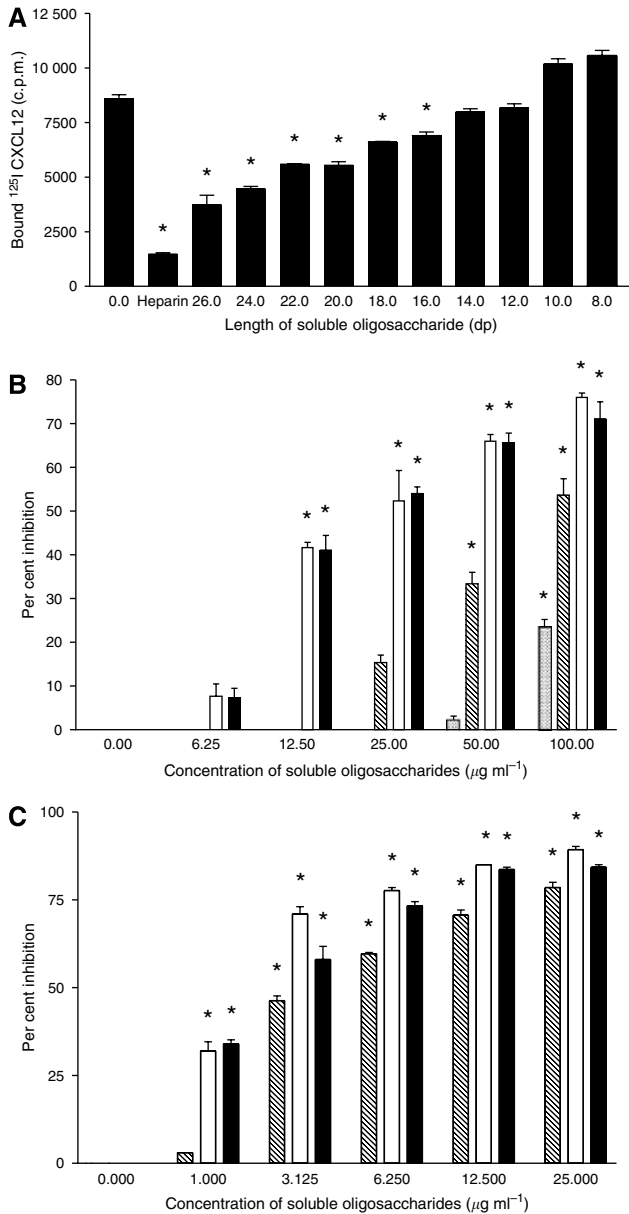 A
12 500
10 000
7500
5000
2500
0
Bound ¹²⁵I CXCL12 (c.p.m.)
* * * * * * *
0.0 Heparin 26.0 24.0 22.0 20.0 18.0 16.0 14.0 12.0 10.0 8.0
Length of soluble oligosaccharide (dp)
B
80
70
60
50
40
30
20
10
0
Per cent inhibition
* * * * * * * * * * *
0.00 6.25 12.50 25.00 50.00 100.00
Concentration of soluble oligosaccharides (μg ml⁻¹)
C
100
75
50
25
0
Per cent inhibition
* * * * * * * * * * * * * *
0.000 1.000 3.125 6.250 12.500 25.000
Concentration of soluble oligosaccharides (μg ml⁻¹)